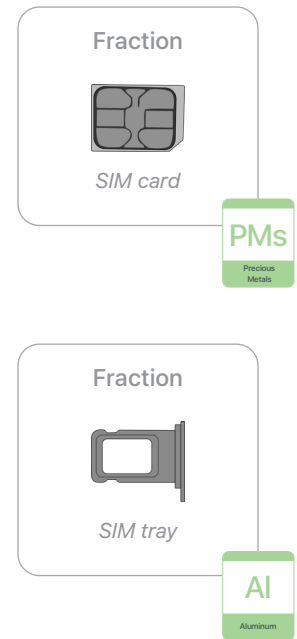 Fraction
SIM card
PMs
Precious
Metals
Fraction
SIM tray
Al
Aluminum